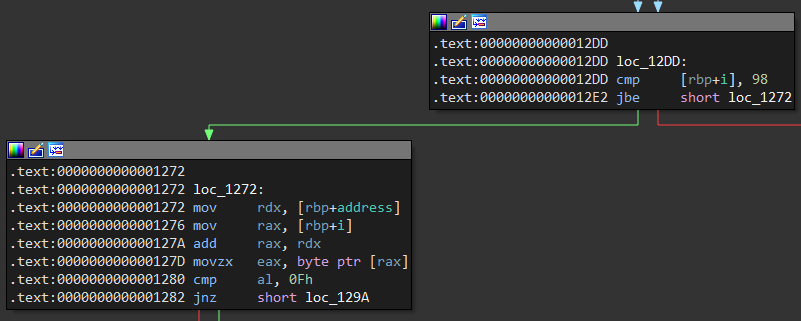 .text:00000000000012DD
.text:00000000000012DD loc_12DD:
.text:00000000000012DD cmp     [rbp+i], 98
.text:00000000000012E2 jbe     short loc_1272
.text:0000000000001272
.text:0000000000001272 loc_1272:
.text:0000000000001272 mov     rdx, [rbp+address]
.text:0000000000001276 mov     rax, [rbp+i]
.text:000000000000127A add     rax, rdx
.text:000000000000127D movzx   eax, byte ptr [rax]
.text:0000000000001280 cmp     al, 0Fh
.text:0000000000001282 jnz     short loc_129A